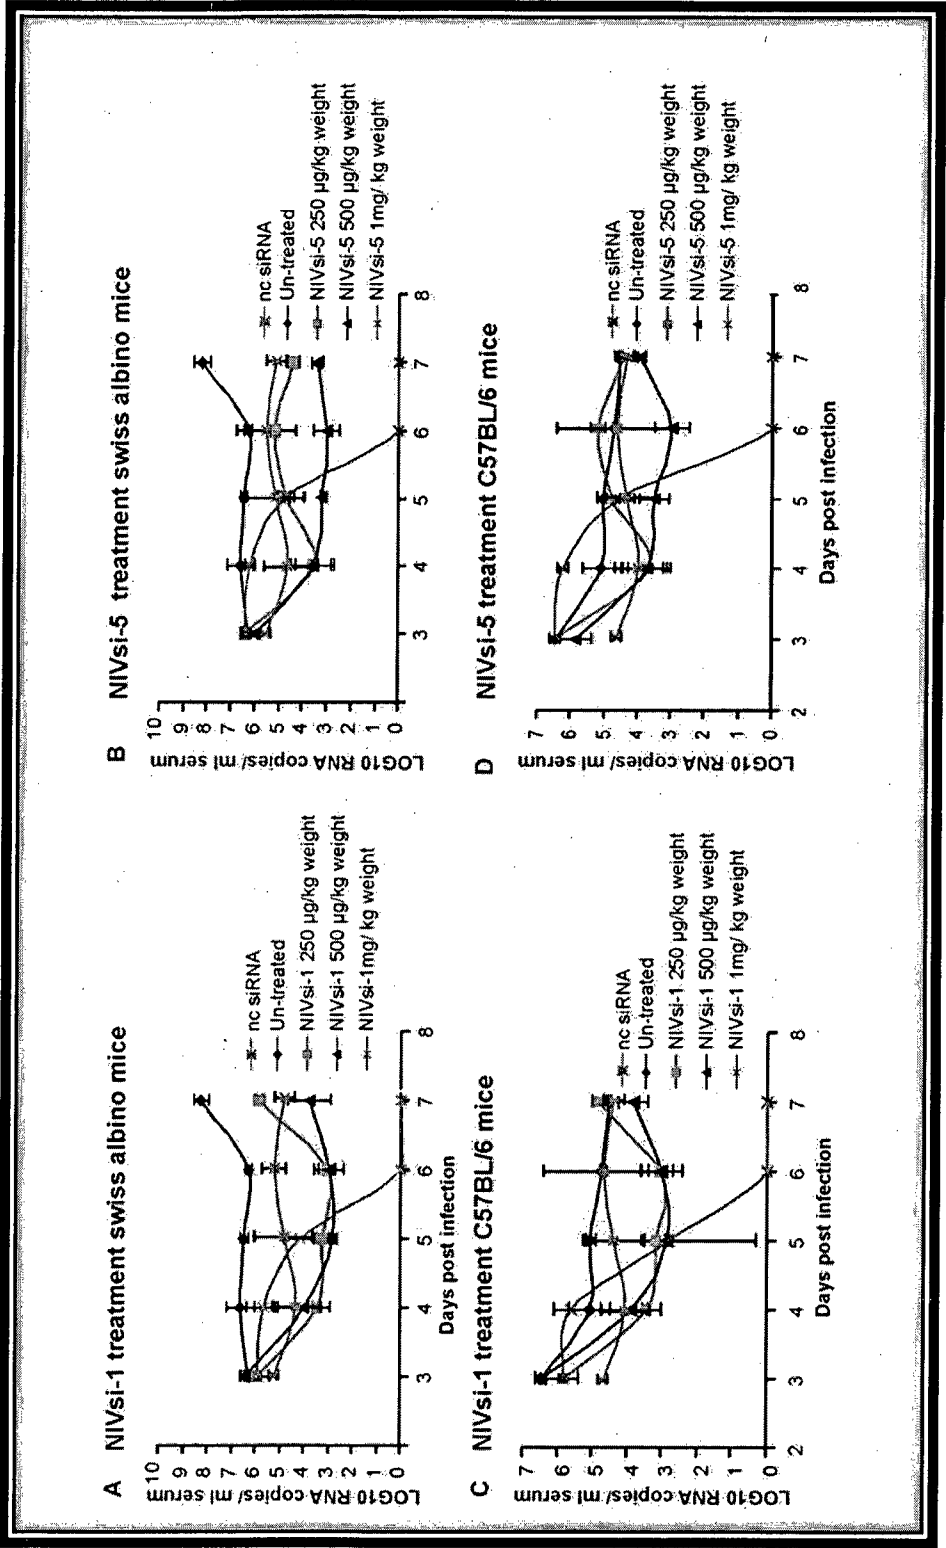 A NIVsi-1 treatment swiss albino mice
LOG10 RNA copies/ ml serum
10
9
8
7
6
5
4
3
2
1
0
3 4 5 6 7 8
Days post infection
nc siRNA
Un-treated
NIVsi-1 250 µg/kg weight
NIVsi-1 500 µg/kg weight
NIVsi-1mg/ kg weight
B NIVsi-5 treatment swiss albino mice
LOG10 RNA copies/ ml serum
10
9
8
7
6
5
4
3
2
1
0
3 4 5 6 7 8
nc siRNA
Un-treated
NIVsi-5 250 µg/kg weight
NIVsi-5 500 µg/kg weight
NIVsi-5 1mg/ kg weight
C NIVsi-1 treatment C57BL/6 mice
LOG10 RNA copies/ ml serum
7
6
5
4
3
2
1
0
2 3 4 5 6 7 8
Days post infection
nc siRNA
Un-treated
NIVsi-1 250 µg/kg weight
NIVsi-1 500 µg/kg weight
NIVsi-1 1mg/ kg weight
D NIVsi-5 treatment C57BL/6 mice
LOG10 RNA copies/ ml serum
7
6
5
4
3
2
1
0
2 3 4 5 6 7 8
Days post infection
nc siRNA
Un-treated
NIVsi-5 250 µg/kg weight
NIVsi-5 500 µg/kg weight
NIVsi-5 1mg/ kg weight